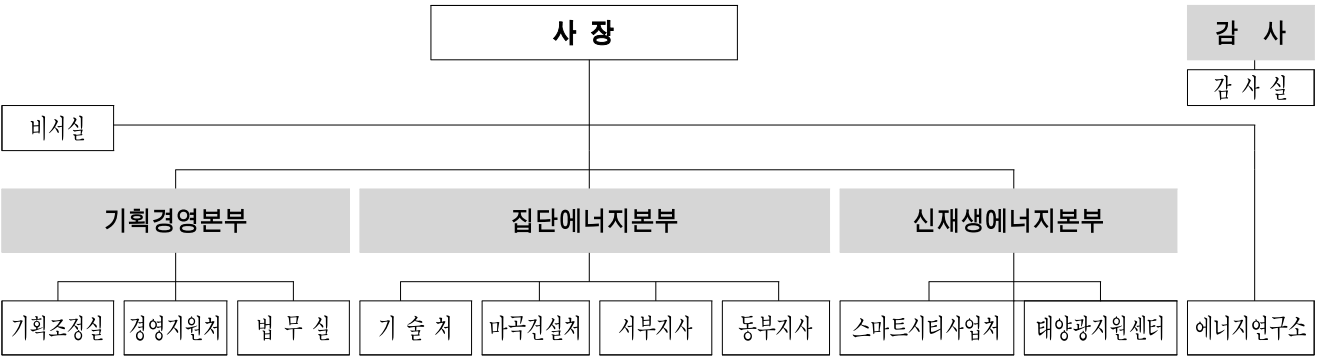 사 장
감 사
감 사 실
비서실
기획경영본부
집단에너지본부
신재생에너지본부
기획조정실
경영지원처
법 무 실
기 술 처
마곡건설처
서부지사
동부지사
스마트시티사업처
태양광지원센터
에너지연구소